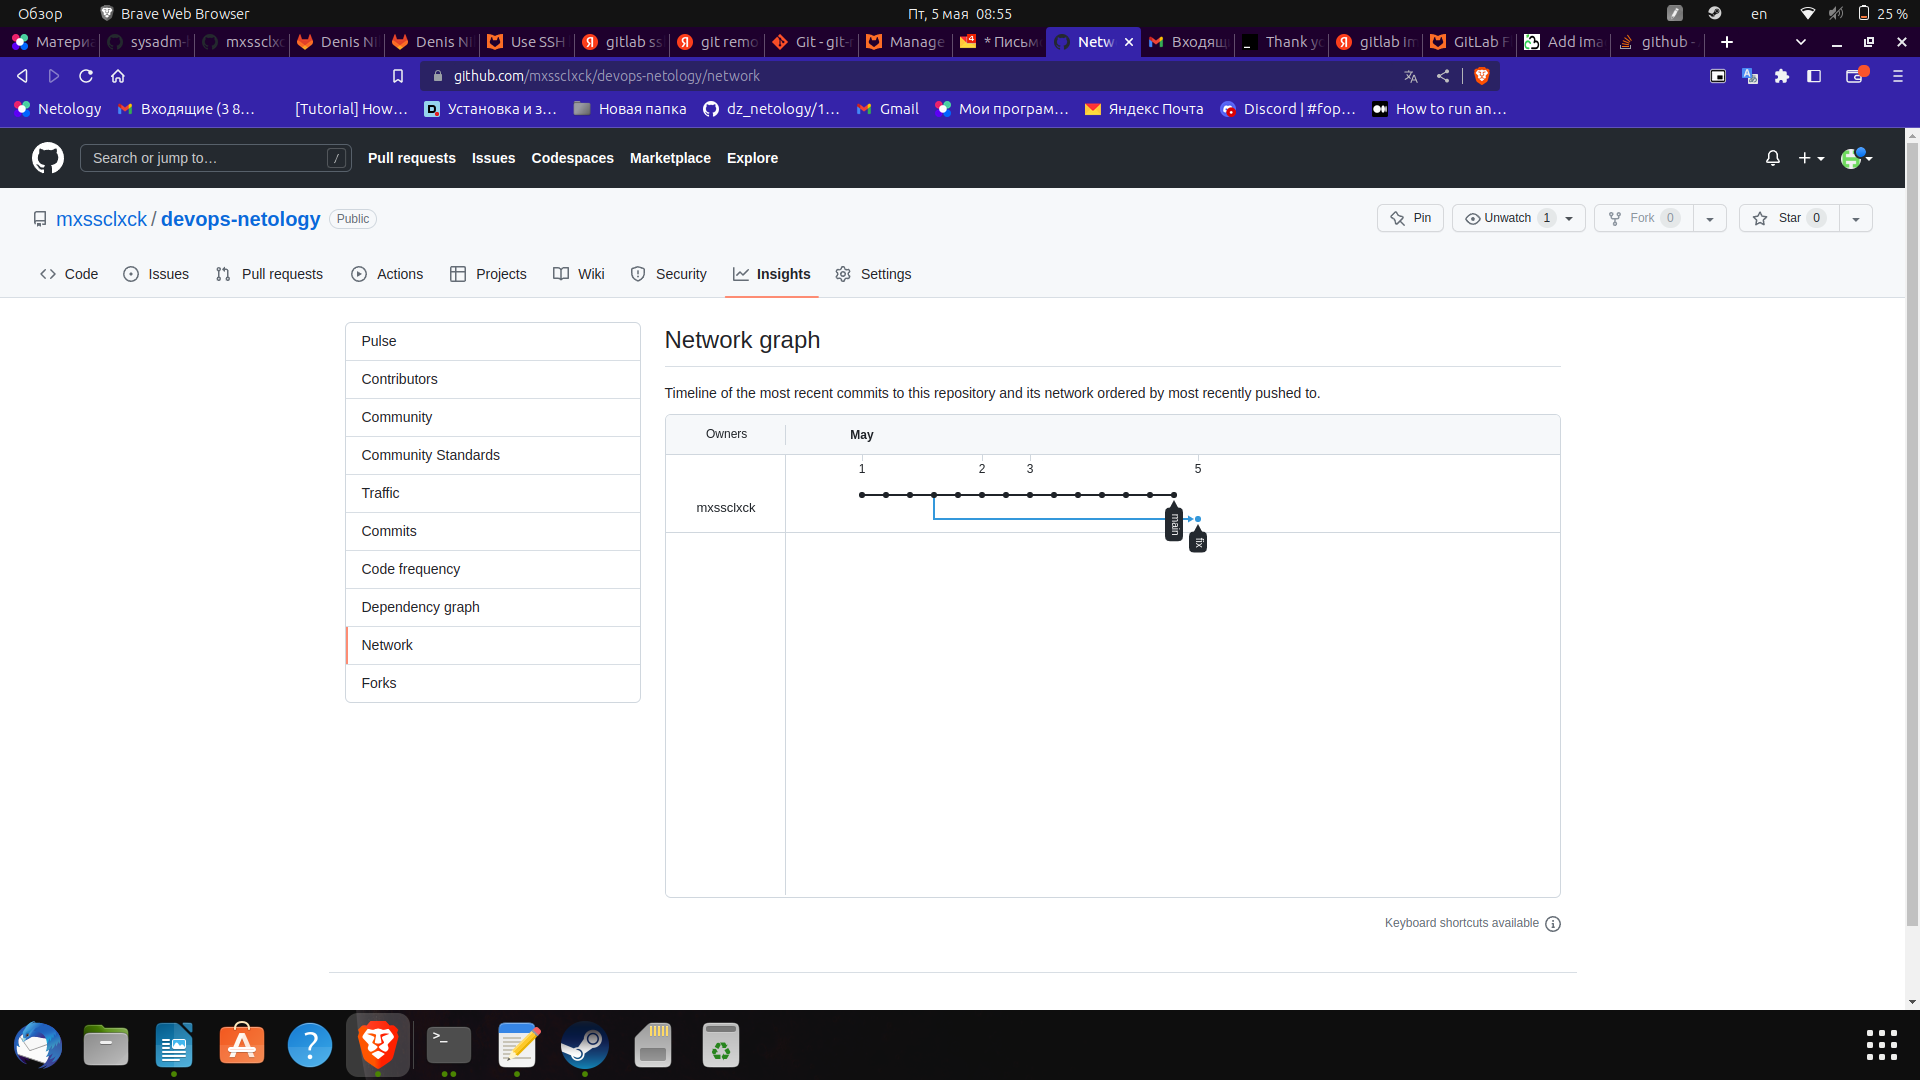 Обзор
Brave Web Browser
Пт, 5 мая 08:55
en
25 %
Материа
sysadm-
mxssclxc
Denis Ni
Denis Ni
Use SSH
gitlab ss
git remo
Git - git-r
Manage
* Письм
Netw
Входящ
Thank yo
gitlab im
GitLab F
Add ima
github -
github.com/mxssclxck/devops-netology/network
Netology
Входящие (3 8…
[Tutorial] How…
Установка и з…
Новая папка
dz_netology/1…
Gmail
Мои програм…
Яндекс Почта
Discord | #fop…
How to run an…
Search or jump to…
/
Pull requests
Issues
Codespaces
Marketplace
Explore
mxssclxck / devops-netology
Public
Pin
Unwatch 1
Fork 0
Star 0
Code
Issues
Pull requests
Actions
Projects
Wiki
Security
Insights
Settings
Pulse
Contributors
Community
Community Standards
Traffic
Commits
Code frequency
Dependency graph
Network
Forks
Network graph
Timeline of the most recent commits to this repository and its network ordered by most recently pushed to.
Owners
May
1
2
3
5
mxssclxck
main
fix
Keyboard shortcuts available